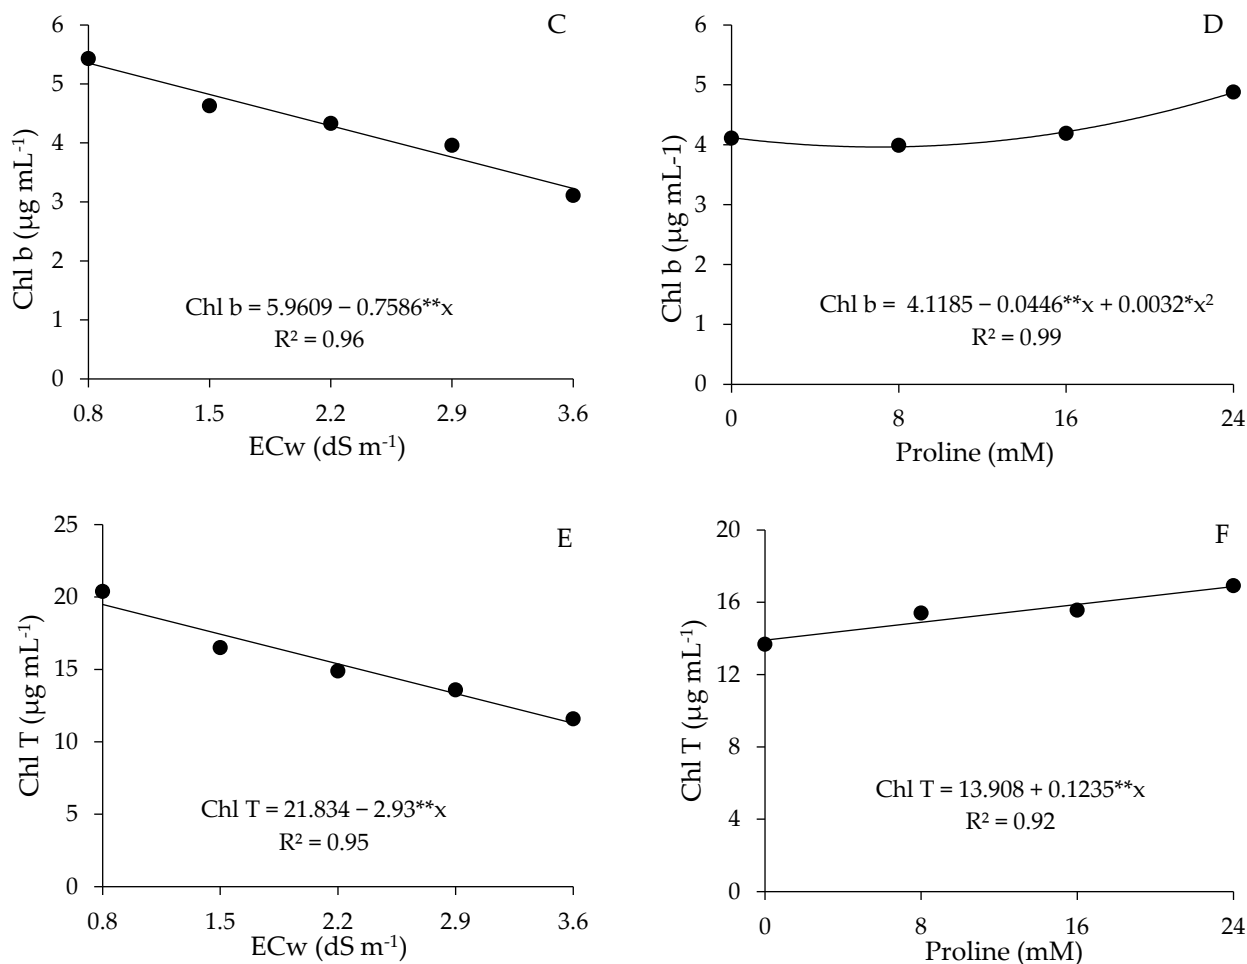 C
Chl b (µg mL⁻¹)
6
5
4
3
2
1
0
Chl b = 5.9609 − 0.7586**x
R² = 0.96
0.8 1.5 2.2 2.9 3.6
ECw (dS m⁻¹)
D
Chl b (µg mL-1)
6
5
4
3
2
1
0
Chl b = 4.1185 − 0.0446**x + 0.0032*x²
R² = 0.99
0 8 16 24
Proline (mM)
E
Chl T (µg mL⁻¹)
25
20
15
10
5
0
Chl T = 21.834 − 2.93**x
R² = 0.95
0.8 1.5 2.2 2.9 3.6
ECw (dS m⁻¹)
F
Chl T (µg mL⁻¹)
20
16
12
8
4
0
Chl T = 13.908 + 0.1235**x
R² = 0.92
0 8 16 24
Proline (mM)